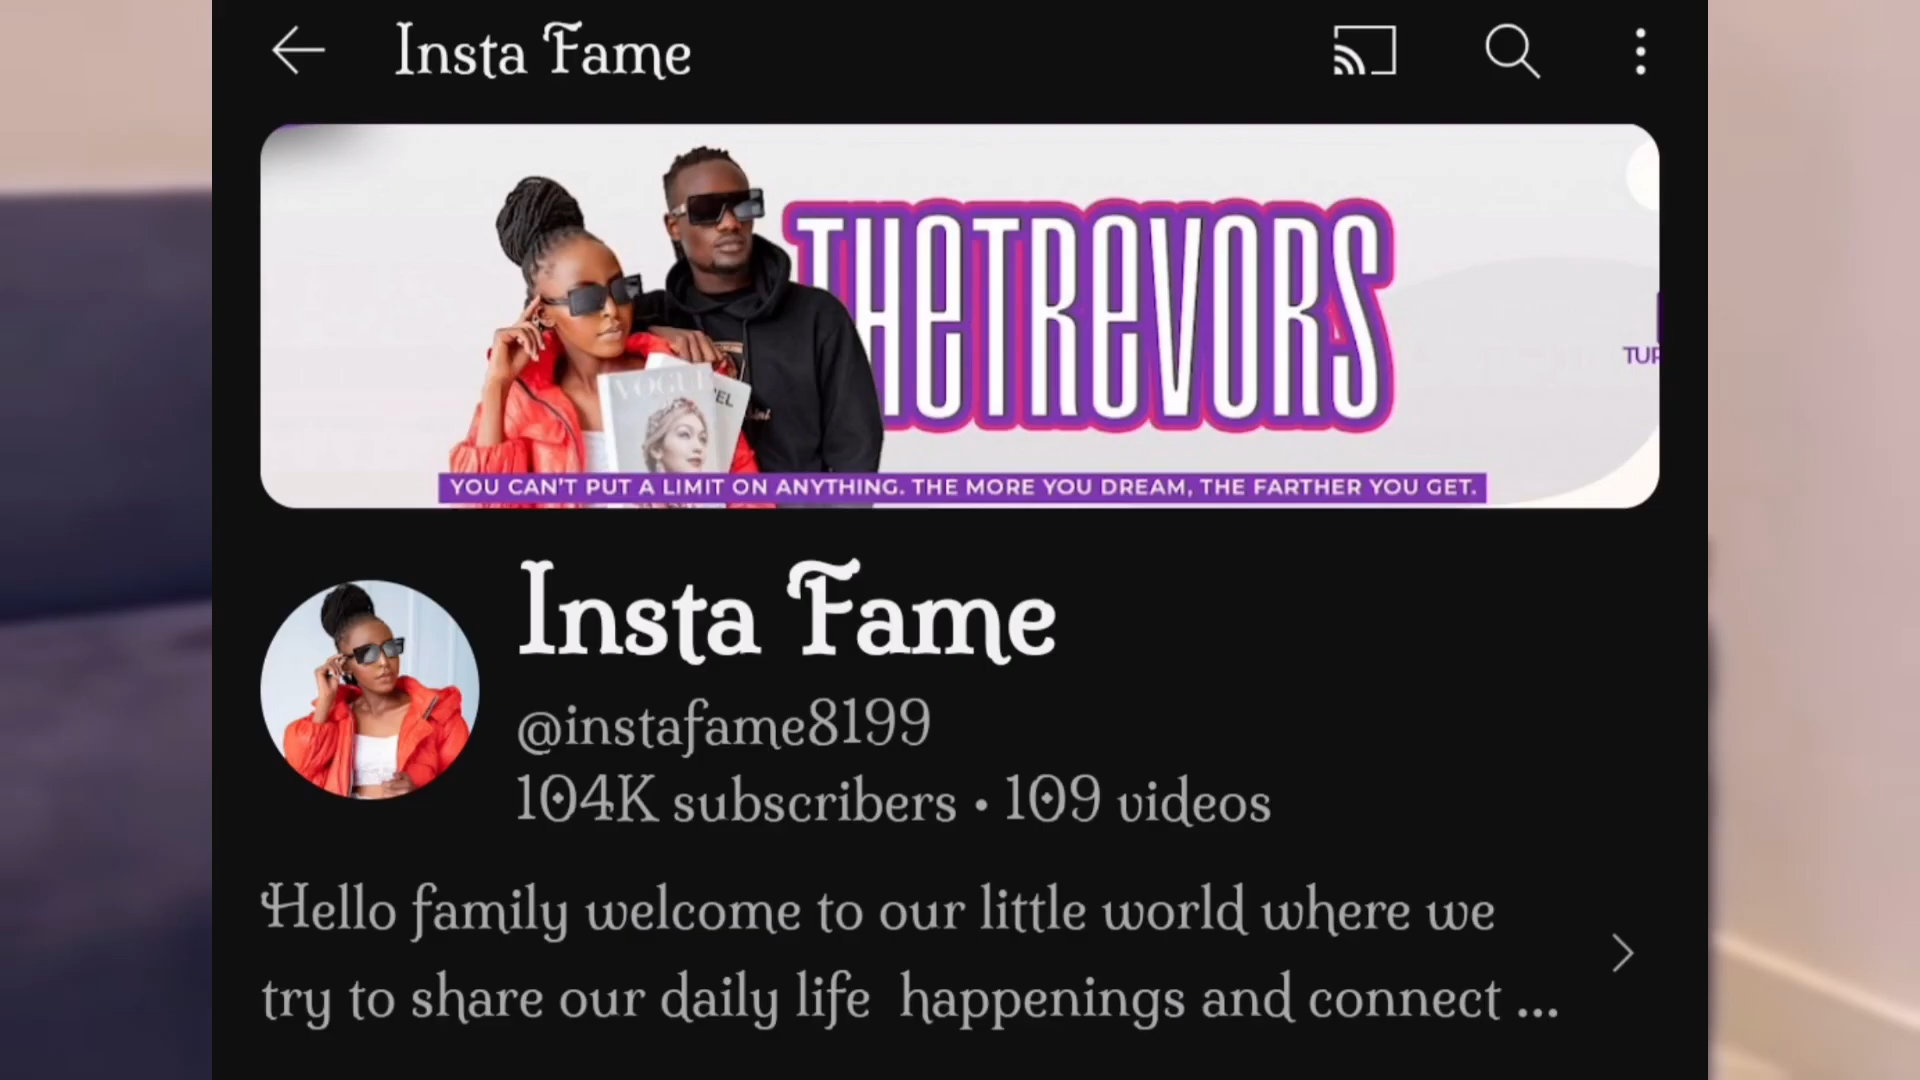 Insta Fame
THETREVORS
VOGUE
YOU CAN'T PUT A LIMIT ON ANYTHING. THE MORE YOU DREAM, THE FARTHER YOU GET.
Insta Fame
@instafame8199
104K subscribers • 109 videos
Hello family welcome to our little world where we
try to share our daily life happenings and connect ...